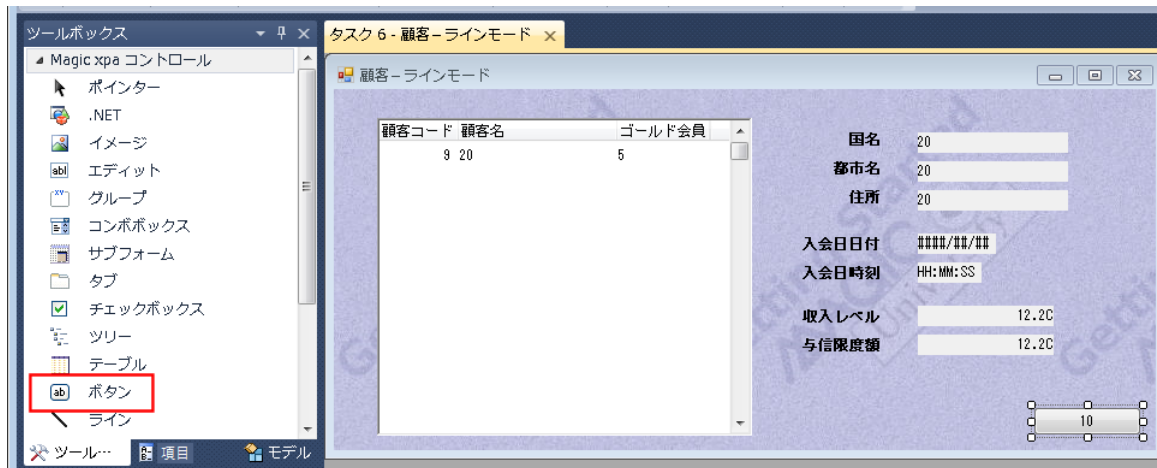 ツールボックス
Magic xpa コントロール
ポインター
.NET
イメージ
エディット
グループ
コンボボックス
サブフォーム
タブ
チェックボックス
ツリー
テーブル
ボタン
ライン
ツール…
項目
モデル
タスク 6 - 顧客 – ラインモード
顧客 – ラインモード
顧客コード 顧客名 ゴールド会員
9 20 5
国名 20
都市名 20
住所 20
入会日日付 ####/##/##
入会日時刻 HH:MM:SS
収入レベル 12.2C
与信限度額 12.2C
10
Getting Started
University
Getti